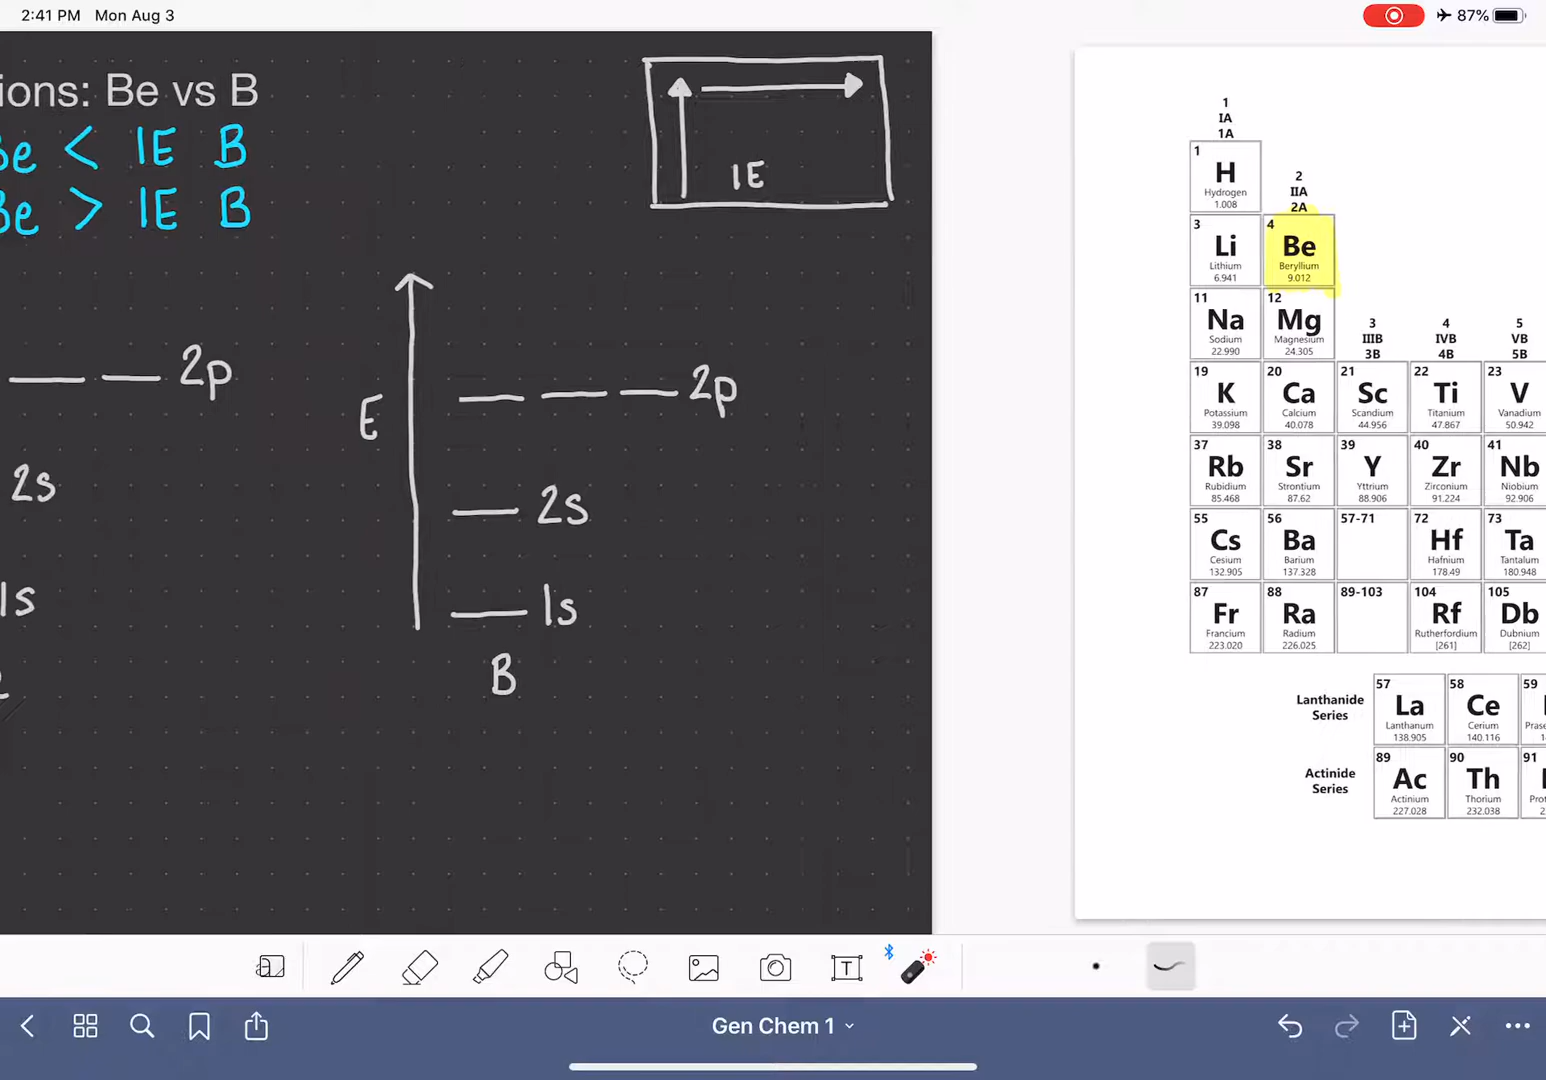 2:41 PM Mon Aug 3
87%
ions: Be vs B
Be < IE B
Be > IE B
IE
2p
2s
1s
E
2p
2s
1s
B
1
IA
1A
2
IIA
2A
1
H
Hydrogen
1.008
3
Li
Lithium
6.941
4
Be
Beryllium
9.012
11
Na
Sodium
22.990
12
Mg
Magnesium
24.305
3
IIIB
3B
4
IVB
4B
5
VB
5B
19
K
Potassium
39.098
20
Ca
Calcium
40.078
21
Sc
Scandium
44.956
22
Ti
Titanium
47.867
23
V
Vanadium
50.942
37
Rb
Rubidium
85.468
38
Sr
Strontium
87.62
39
Y
Yttrium
88.906
40
Zr
Zirconium
91.224
41
Nb
Niobium
92.906
55
Cs
Cesium
132.905
56
Ba
Barium
137.328
57-71
72
Hf
Hafnium
178.49
73
Ta
Tantalum
180.948
87
Fr
Francium
223.020
88
Ra
Radium
226.025
89-103
104
Rf
Rutherfordium
[261]
105
Db
Dubnium
[262]
Lanthanide
Series
57
La
Lanthanum
138.905
58
Ce
Cerium
140.116
59
Actinide
Series
89
Ac
Actinium
227.028
90
Th
Thorium
232.038
91
T
Gen Chem 1